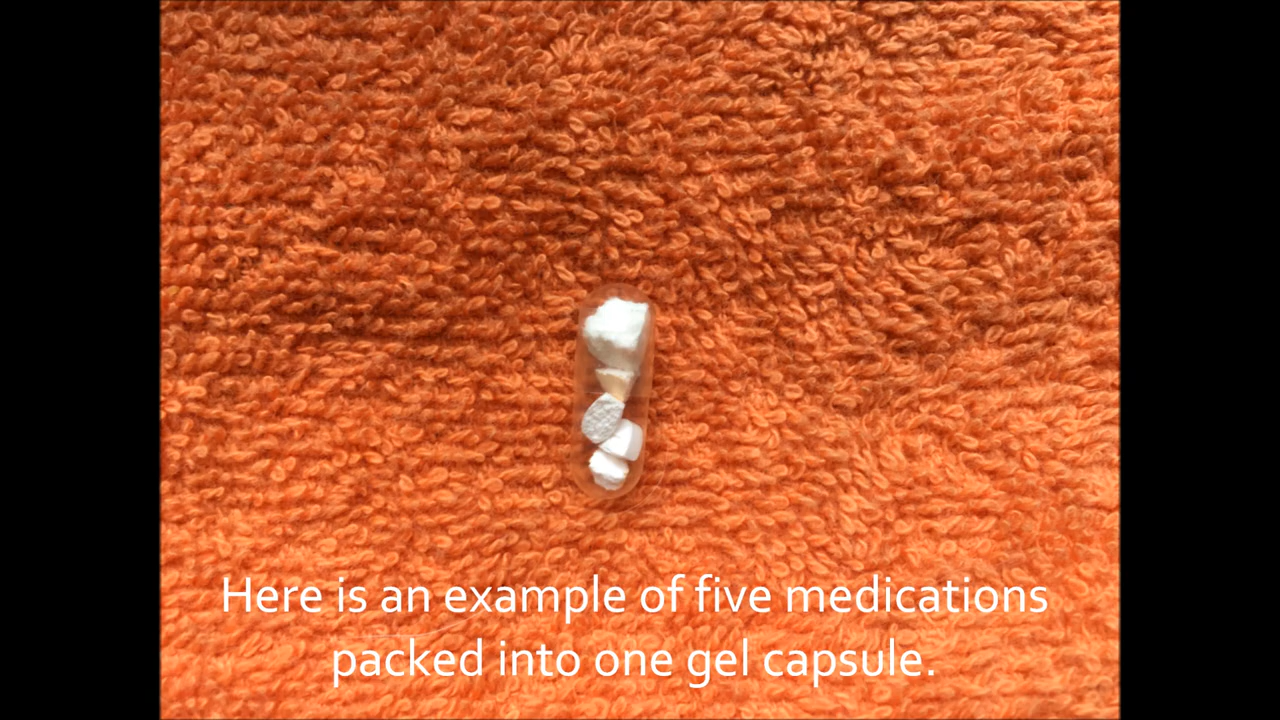 Here is an example of five medications
packed into one gel capsule.